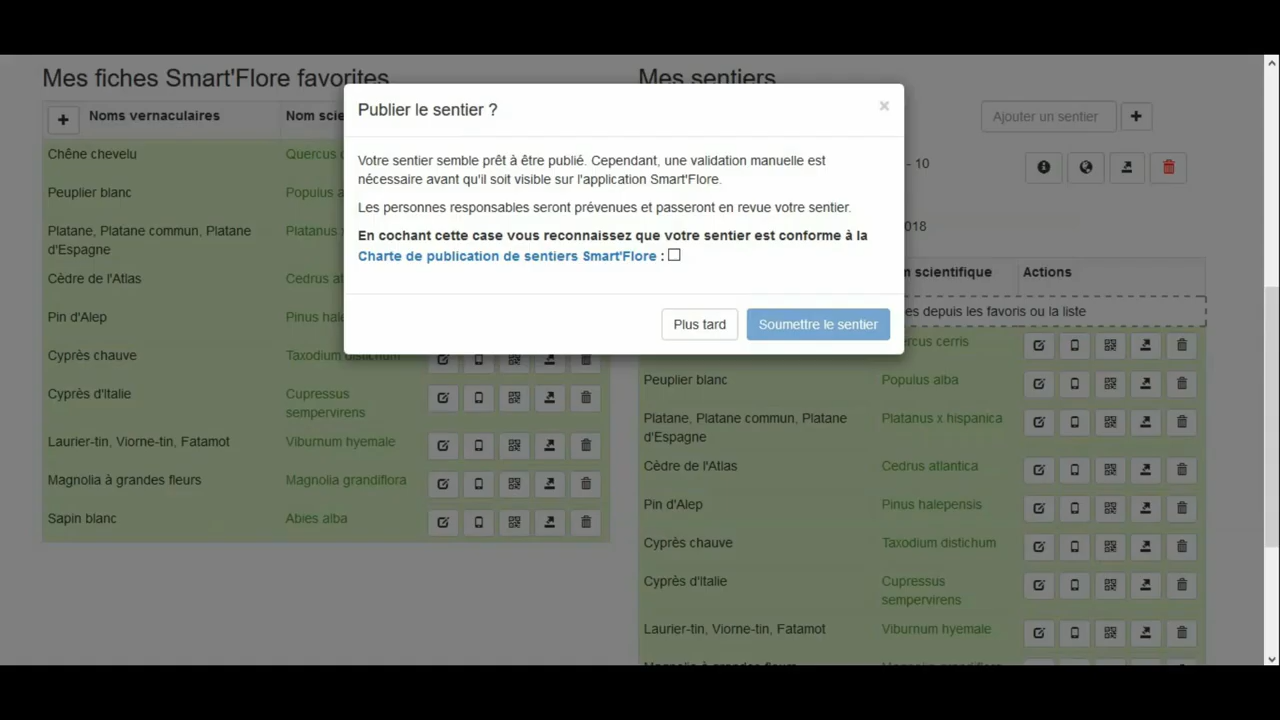 Mes fiches Smart'Flore favorites
Noms vernaculaires
Chêne chevelu
Quercus
Peuplier blanc
Populus
Platane, Platane commun, Platane
d'Espagne
Platanus
Cèdre de l'Atlas
Cedrus
Pin d'Alep
Pinus
Cyprès chauve
Taxodium distichum
Cyprès d'Italie
Cupressus
sempervirens
Laurier-tin, Viorne-tin, Fatamot
Viburnum hyemale
Magnolia à grandes fleurs
Magnolia grandiflora
Sapin blanc
Abies alba
Publier le sentier ?
×
Votre sentier semble prêt à être publié. Cependant, une validation manuelle est
nécessaire avant qu'il soit visible sur l'application Smart'Flore.
Les personnes responsables seront prévenues et passeront en revue votre sentier.
En cochant cette case vous reconnaissez que votre sentier est conforme à la
Charte de publication de sentiers Smart'Flore :
Plus tard
Soumettre le sentier
Mes sentiers
Ajouter un sentier
- 10
018
scientifique
Actions
depuis les favoris ou la liste
cerris
Peuplier blanc
Populus alba
Platane, Platane commun, Platane
d'Espagne
Platanus x hispanica
Cèdre de l'Atlas
Cedrus atlantica
Pin d'Alep
Pinus halepensis
Cyprès chauve
Taxodium distichum
Cyprès d'Italie
Cupressus
sempervirens
Laurier-tin, Viorne-tin, Fatamot
Viburnum hyemale